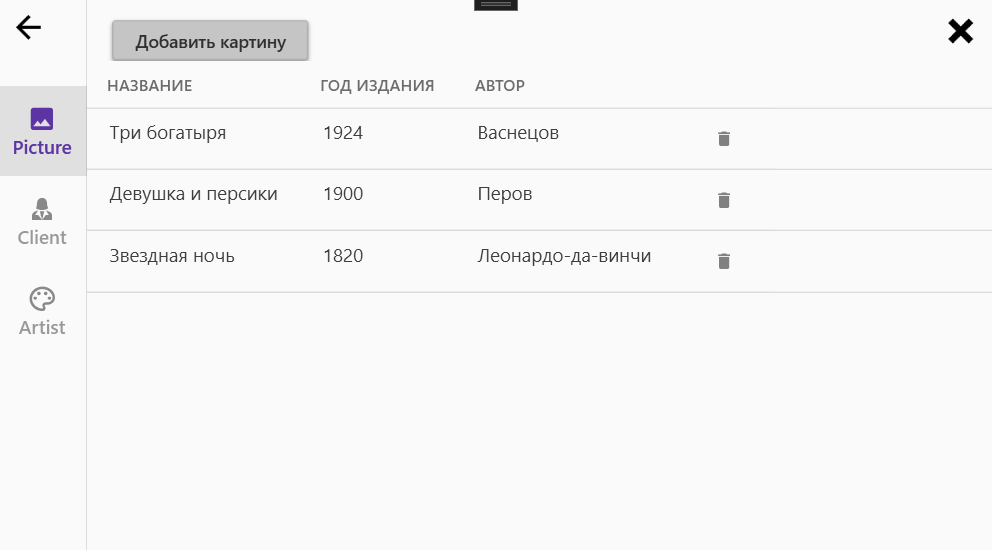 Добавить картину
НАЗВАНИЕ ГОД ИЗДАНИЯ АВТОР
Три богатыря 1924 Васнецов
Девушка и персики 1900 Перов
Звездная ночь 1820 Леонардо-да-винчи
Picture
Client
Artist